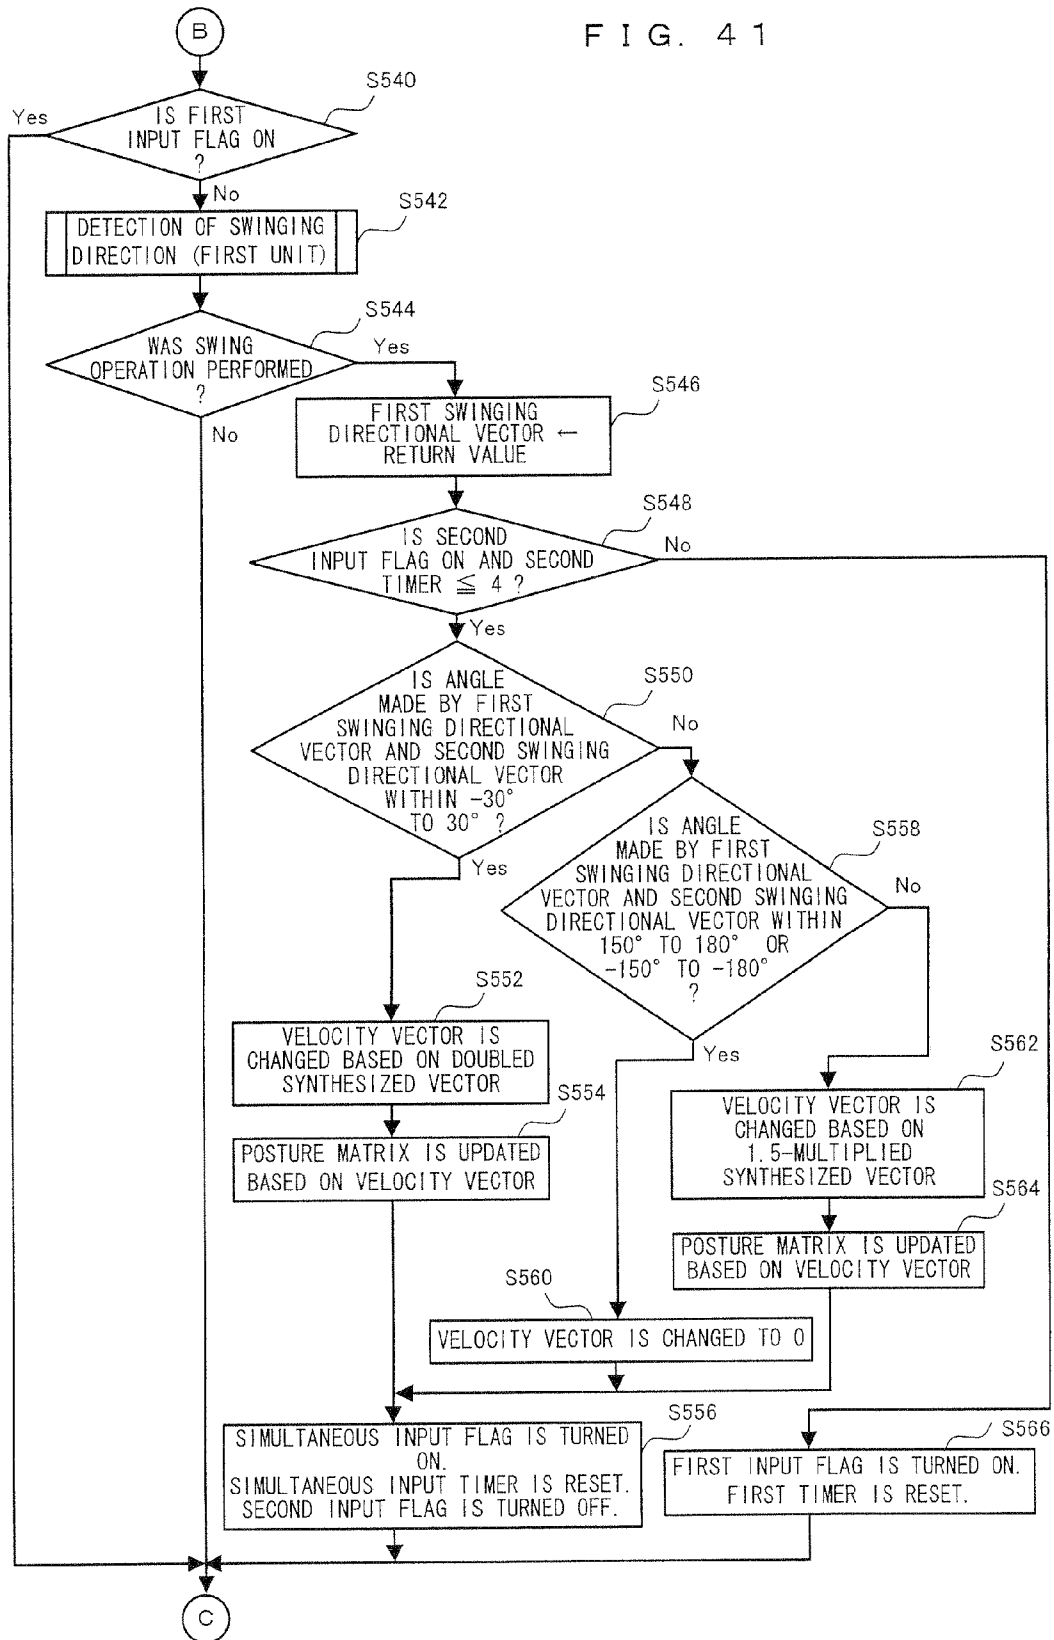 F I G. 41
B
S540
Yes
IS FIRST
INPUT FLAG ON
?
No
S542
DETECTION OF SWINGING
DIRECTION (FIRST UNIT)
S544
WAS SWING
OPERATION PERFORMED
?
Yes
No
S546
FIRST SWINGING
DIRECTIONAL VECTOR ←
RETURN VALUE
S548
IS SECOND
INPUT FLAG ON AND SECOND
TIMER ≦ 4 ?
No
Yes
S550
IS ANGLE
MADE BY FIRST
SWINGING DIRECTIONAL
VECTOR AND SECOND SWINGING
DIRECTIONAL VECTOR
WITHIN -30°
TO 30° ?
No
Yes
S558
IS ANGLE
MADE BY FIRST
SWINGING DIRECTIONAL
VECTOR AND SECOND SWINGING
DIRECTIONAL VECTOR WITHIN
150° TO 180° OR
-150° TO -180°
?
No
Yes
S552
VELOCITY VECTOR IS
CHANGED BASED ON DOUBLED
SYNTHESIZED VECTOR
S554
POSTURE MATRIX IS UPDATED
BASED ON VELOCITY VECTOR
S562
VELOCITY VECTOR IS
CHANGED BASED ON
1.5-MULTIPLIED
SYNTHESIZED VECTOR
S564
POSTURE MATRIX IS UPDATED
BASED ON VELOCITY VECTOR
S560
VELOCITY VECTOR IS CHANGED TO 0
S556
SIMULTANEOUS INPUT FLAG IS TURNED
ON.
SIMULTANEOUS INPUT TIMER IS RESET.
SECOND INPUT FLAG IS TURNED OFF.
S566
FIRST INPUT FLAG IS TURNED ON.
FIRST TIMER IS RESET.
C